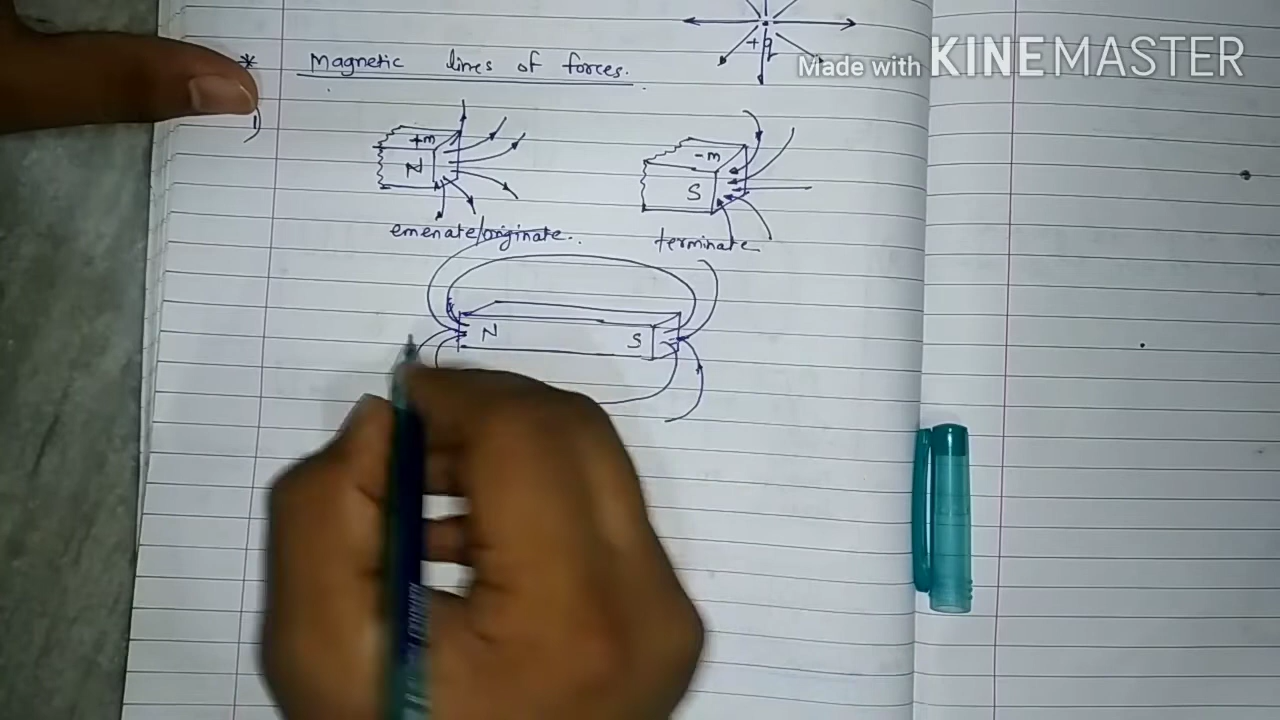 +q
Made with KINEMASTER
* Magnetic lines of forces.
1)
+m
N
-m
S
emenate/originate..
terminate
N
S